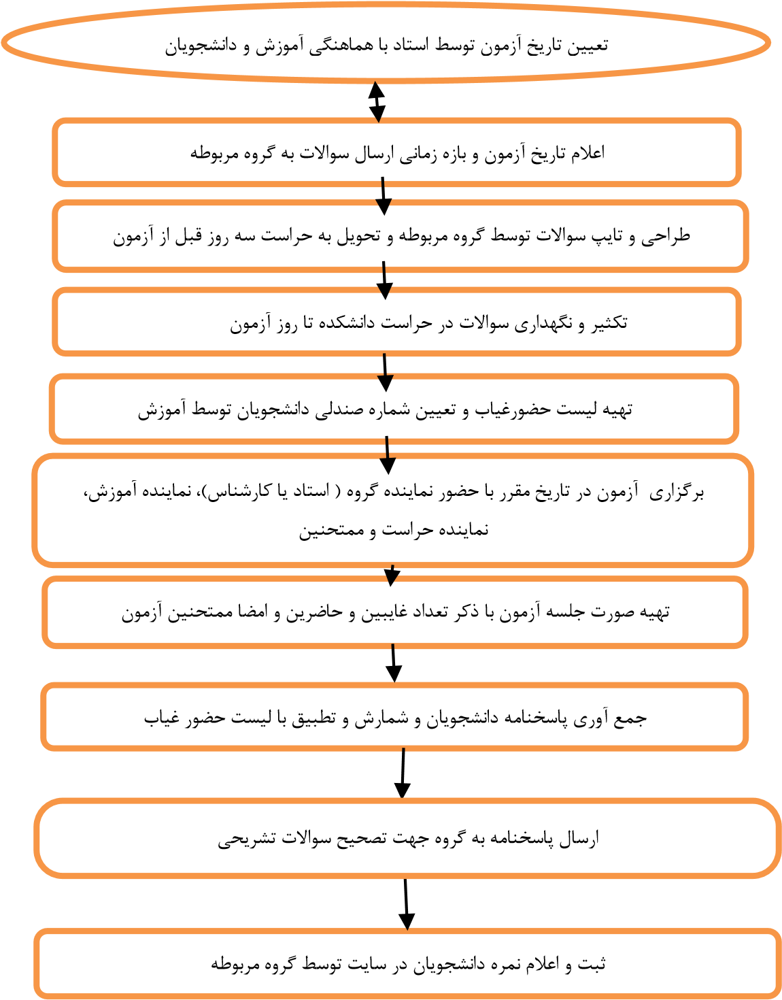 تعیین تاریخ آزمون توسط استاد با هماهنگی آموزش و دانشجویان
اعلام تاریخ آزمون و بازه زمانی ارسال سوالات به گروه مربوطه
طراحی و تایپ سوالات توسط گروه مربوطه و تحویل به حراست سه روز قبل از آزمون
تکثیر و نگهداری سوالات در حراست دانشکده تا روز آزمون
تهیه لیست حضورغیاب و تعیین شماره صندلی دانشجویان توسط آموزش
برگزاری آزمون در تاریخ مقرر با حضور نماینده گروه ( استاد یا کارشناس)، نماینده آموزش،
نماینده حراست و ممتحنین
تهیه صورت جلسه آزمون با ذکر تعداد غایبین و حاضرین و امضا ممتحنین آزمون
جمع آوری پاسخنامه دانشجویان و شمارش و تطبیق با لیست حضور غیاب
ارسال پاسخنامه به گروه جهت تصحیح سوالات تشریحی
ثبت و اعلام نمره دانشجویان در سایت توسط گروه مربوطه